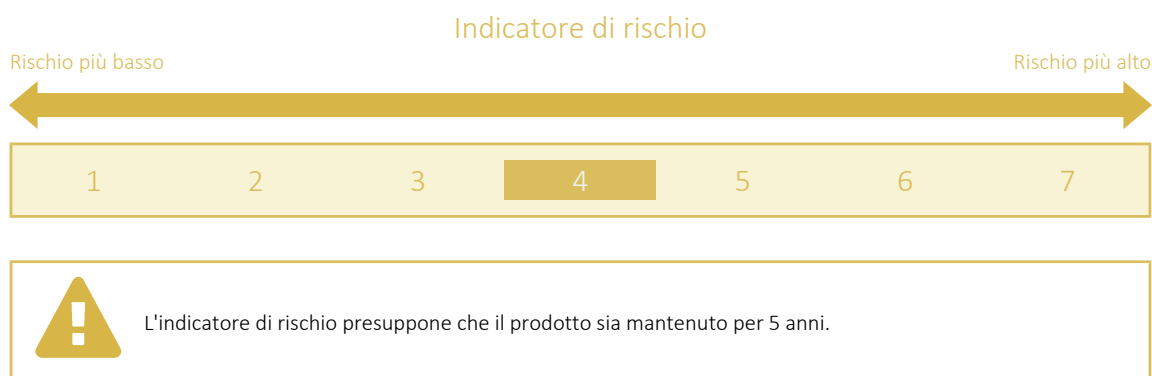 Indicatore di rischio
Rischio più basso Rischio più alto
1 2 3 4 5 6 7
L'indicatore di rischio presuppone che il prodotto sia mantenuto per 5 anni.